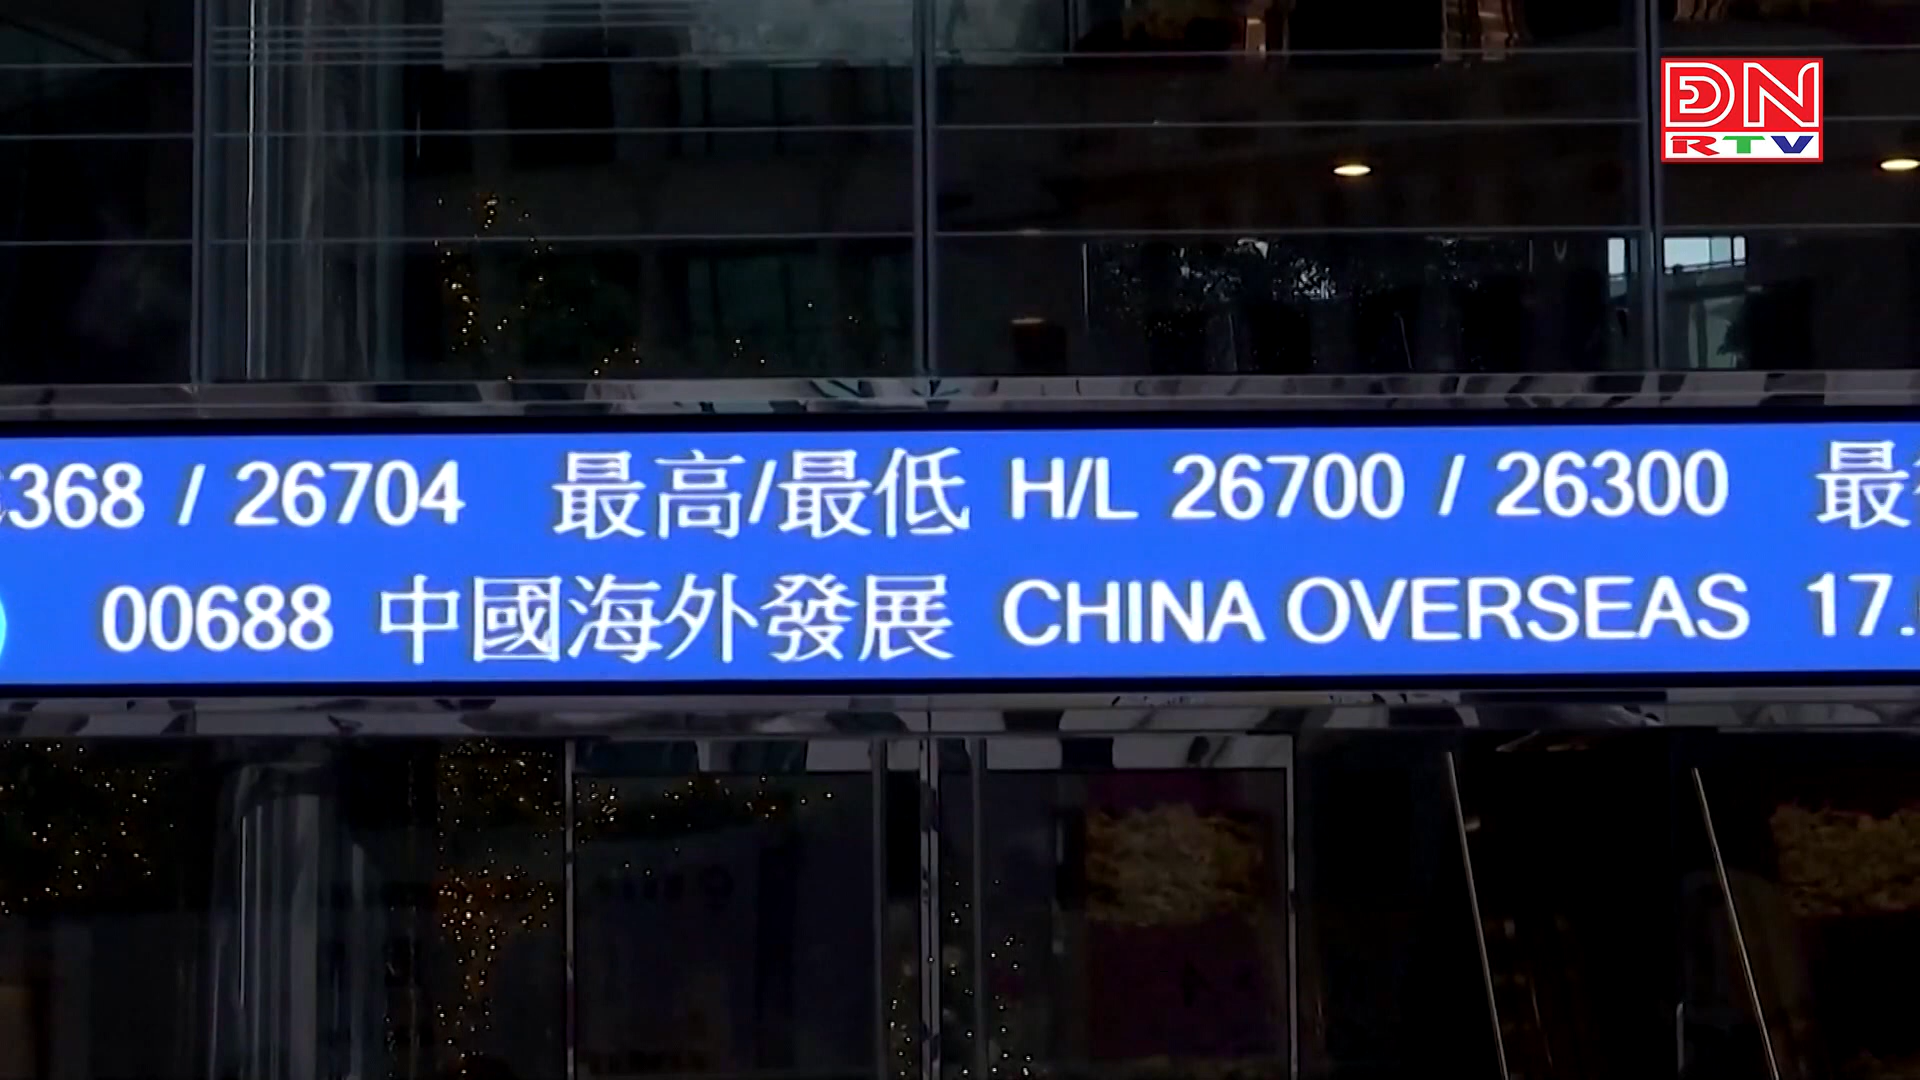 DN
RTV
368 / 26704 最高/最低 H/L 26700 / 26300 最
00688 中國海外發展 CHINA OVERSEAS 17.